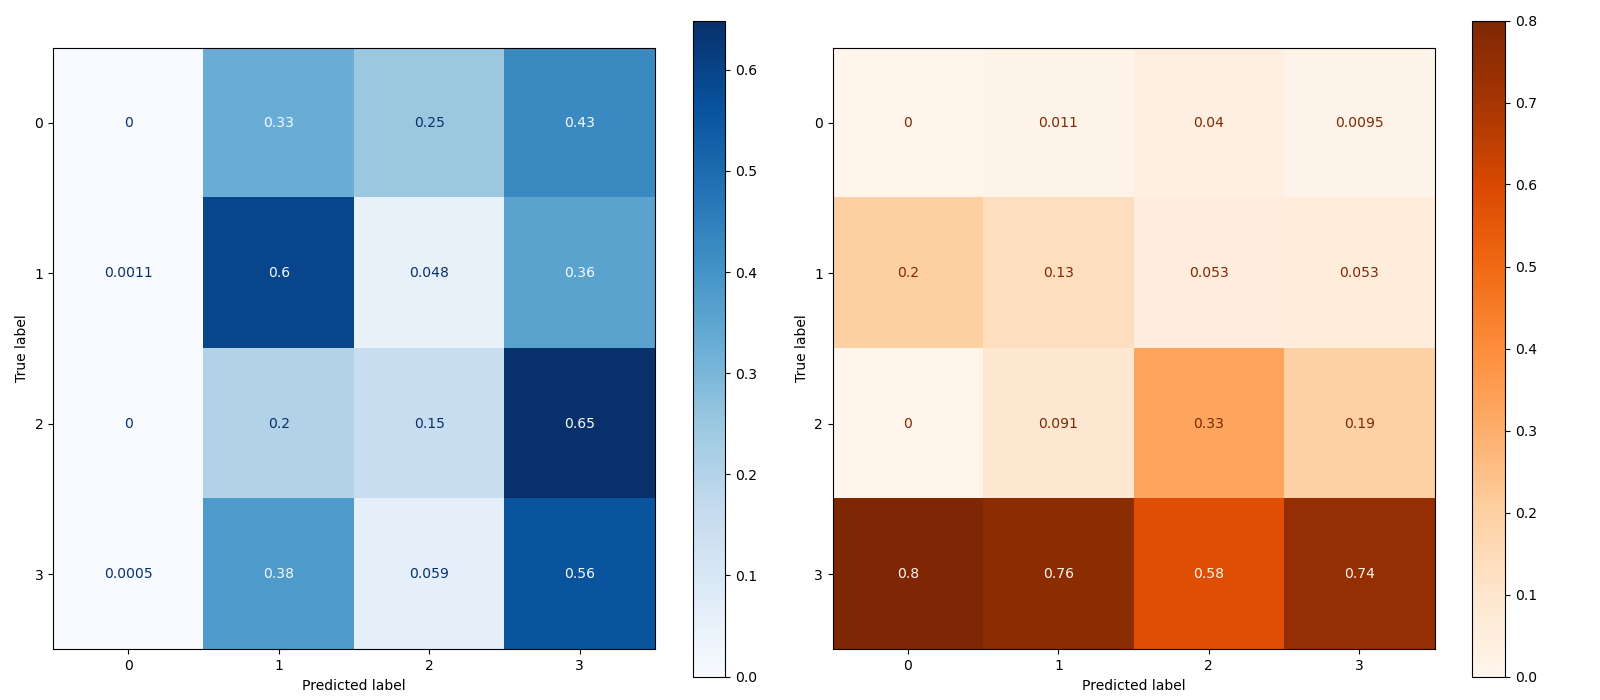 0 0 0.33 0.25 0.43
1 0.0011 0.6 0.048 0.36
2 0 0.2 0.15 0.65
3 0.0005 0.38 0.059 0.56
0 1 2 3
Predicted label
True label
0.6
0.5
0.4
0.3
0.2
0.1
0.0
0 0 0.011 0.04 0.0095
1 0.2 0.13 0.053 0.053
2 0 0.091 0.33 0.19
3 0.8 0.76 0.58 0.74
0 1 2 3
Predicted label
True label
0.8
0.7
0.6
0.5
0.4
0.3
0.2
0.1
0.0